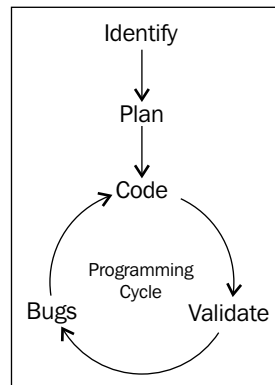 Identify
Plan
Code
Programming
Cycle
Bugs
Validate